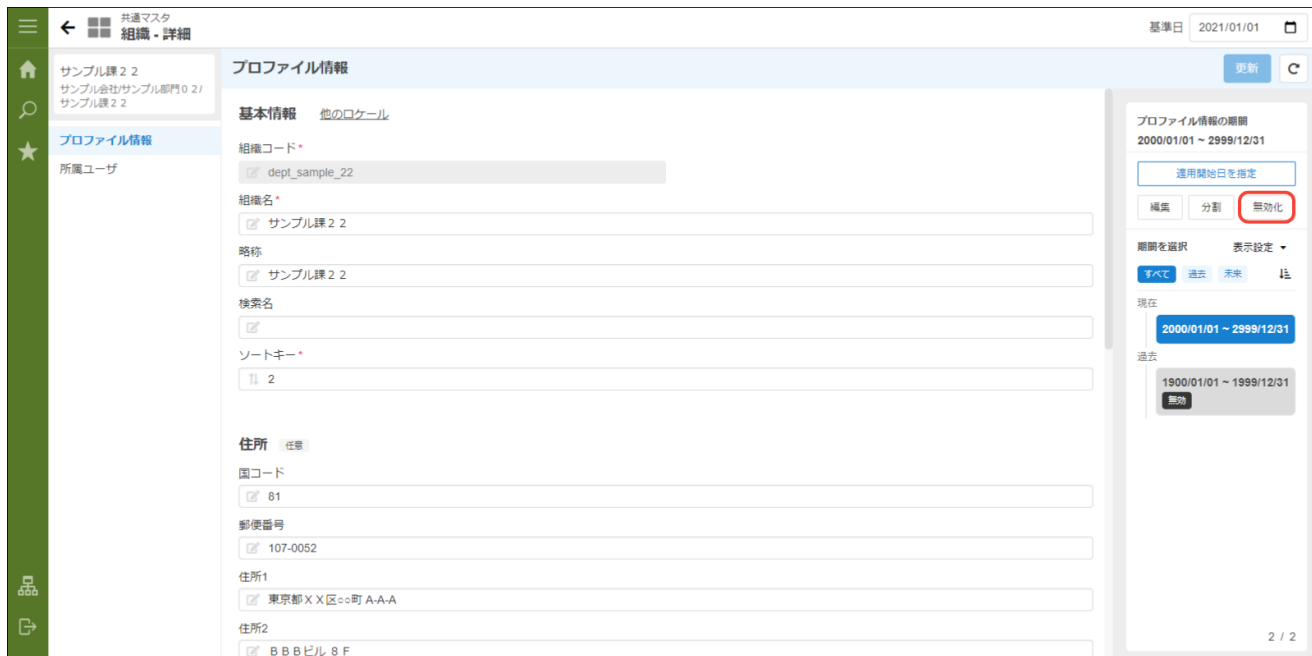 共通マスタ
組織 - 詳細
基準日 2021/01/01
サンプル課２２
サンプル会社/サンプル部門０２/
サンプル課２２
プロファイル情報
所属ユーザ
プロファイル情報
更新
基本情報 他のロケール
組織コード*
dept_sample_22
組織名*
サンプル課２２
略称
サンプル課２２
検索名
ソートキー*
2
住所 任意
国コード
81
郵便番号
107-0052
住所1
東京都ＸＸ区○○町 A-A-A
住所2
ＢＢＢビル ８Ｆ
プロファイル情報の期間
2000/01/01 ~ 2999/12/31
適用開始日を指定
編集 分割 無効化
期間を選択 表示設定
すべて 過去 未来
現在
2000/01/01 ~ 2999/12/31
過去
1900/01/01 ~ 1999/12/31
無効
2 / 2